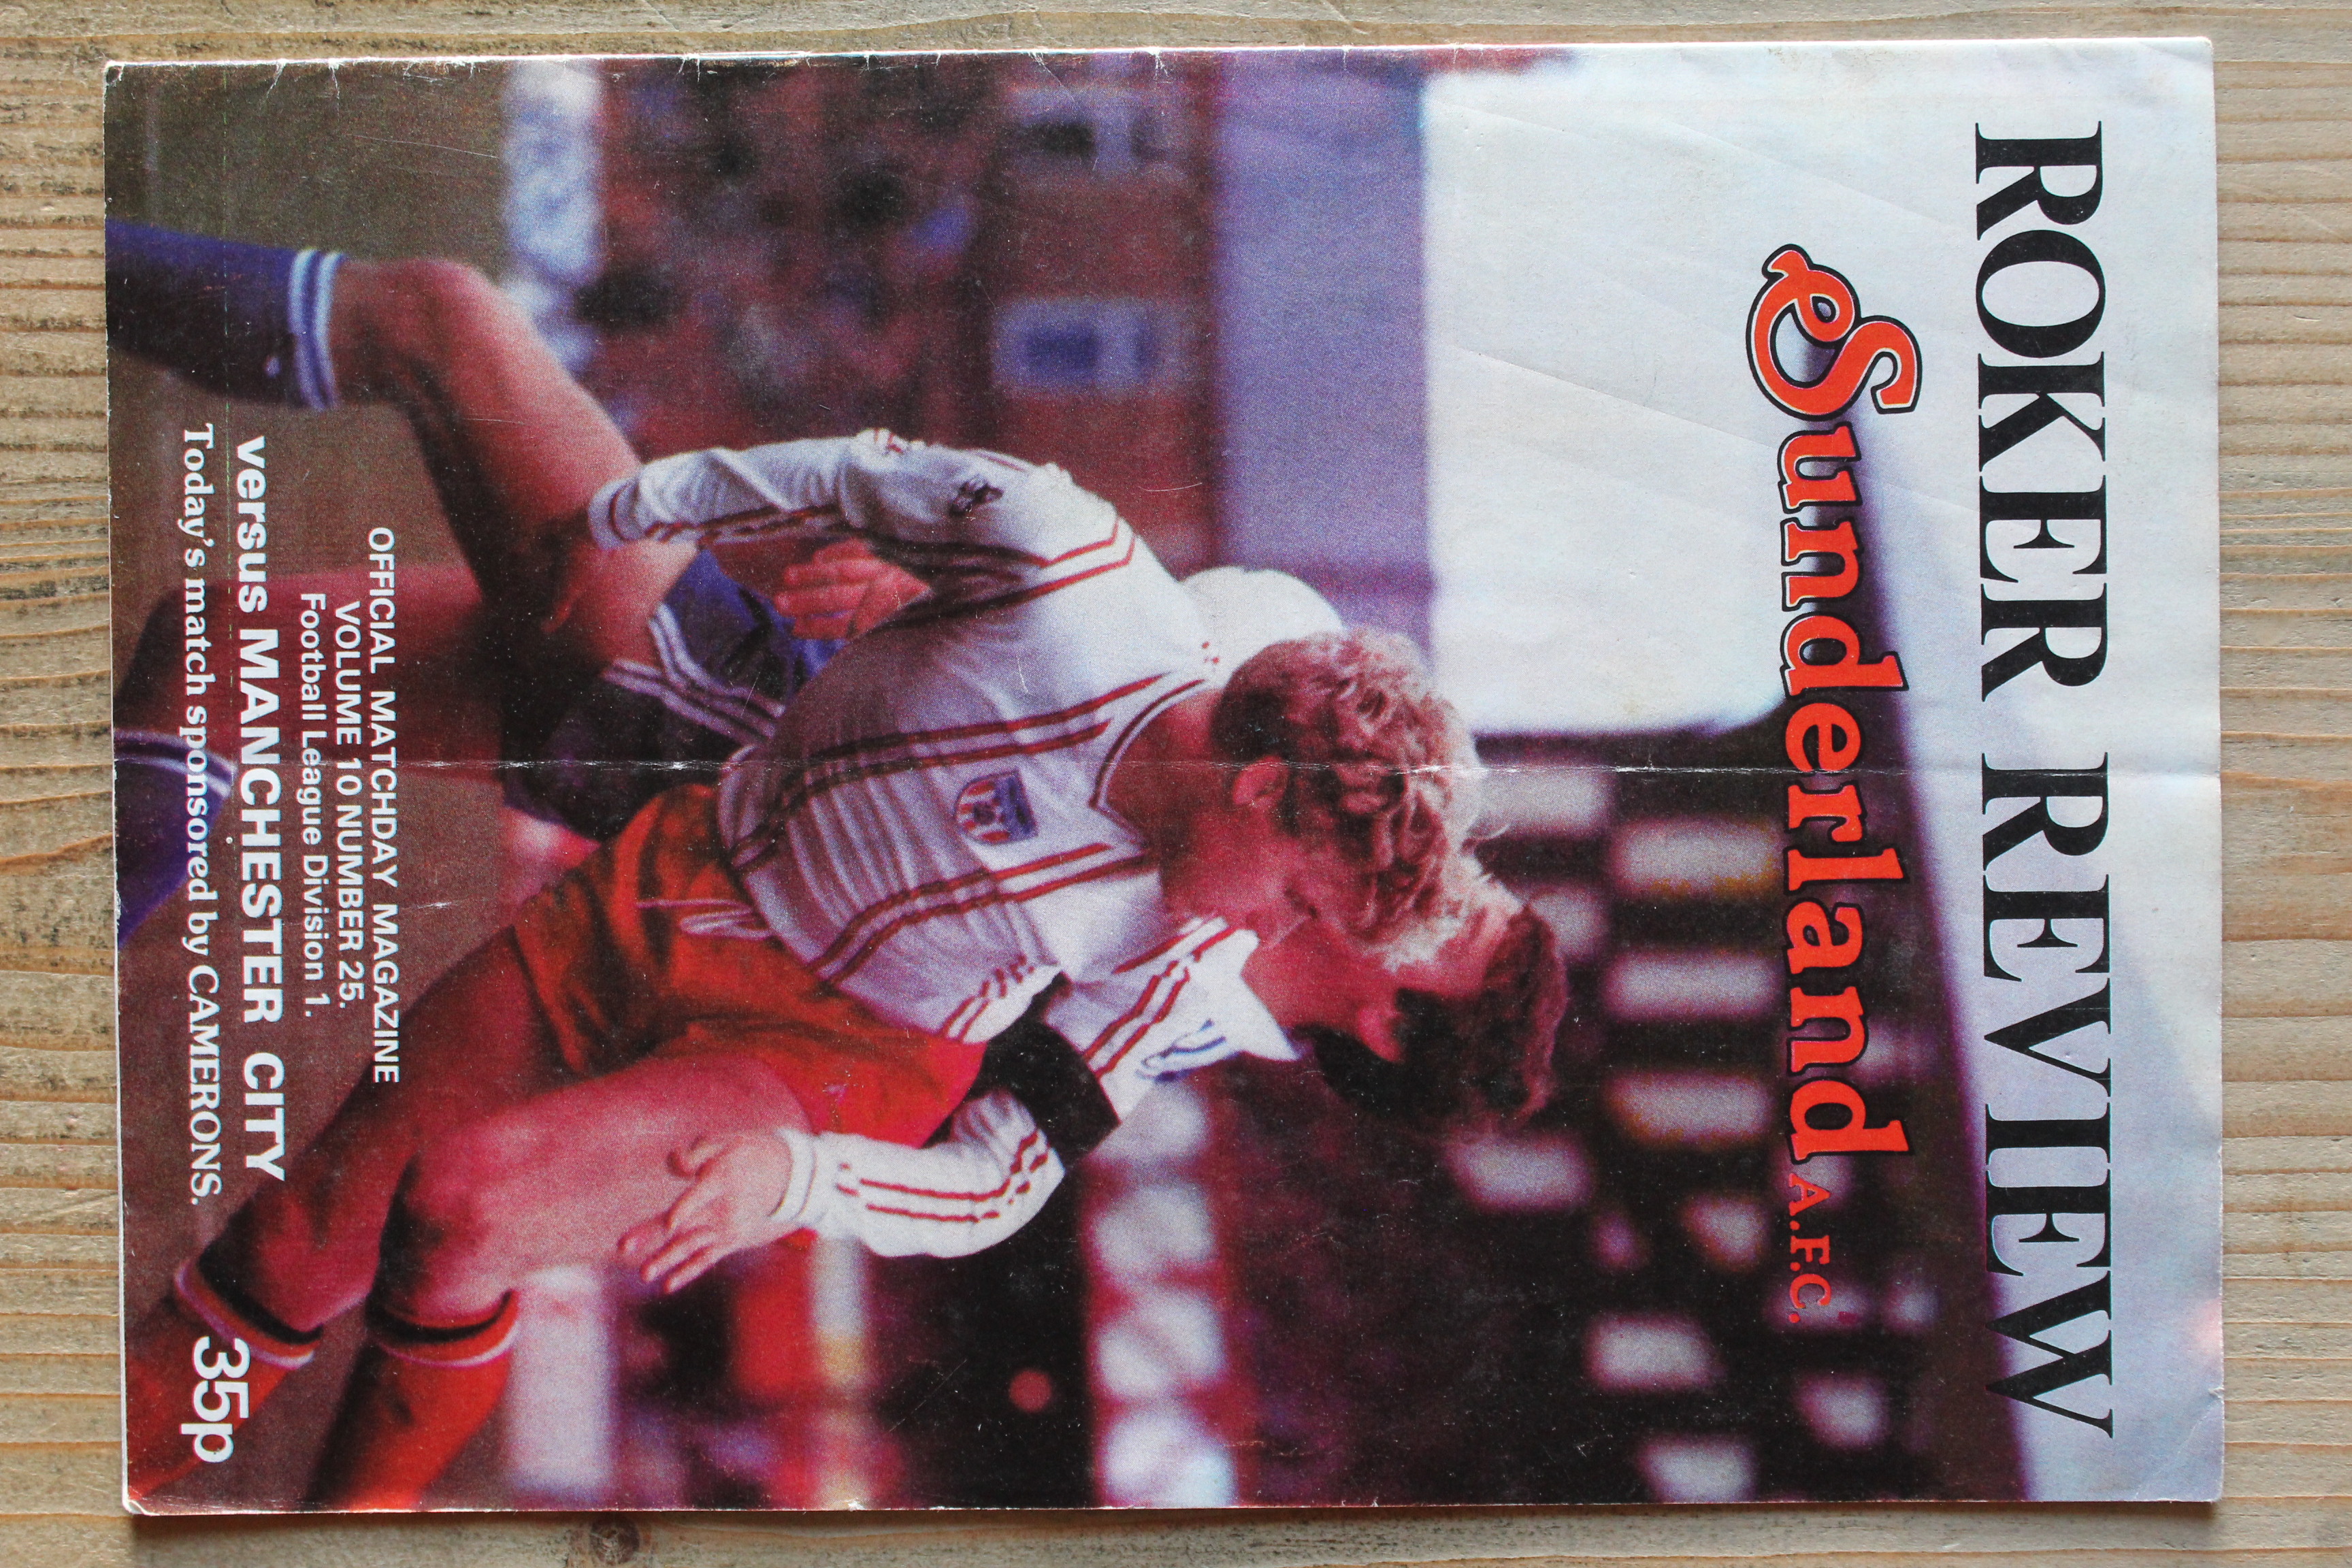 ROKER REVIEW
Sunderland A.F.C.
OFFICIAL MATCHDAY MAGAZINE
VOLUME 10 NUMBER 25.
Football League Division 1.
versus MANCHESTER CITY
Today's match sponsored by CAMERONS.
35p